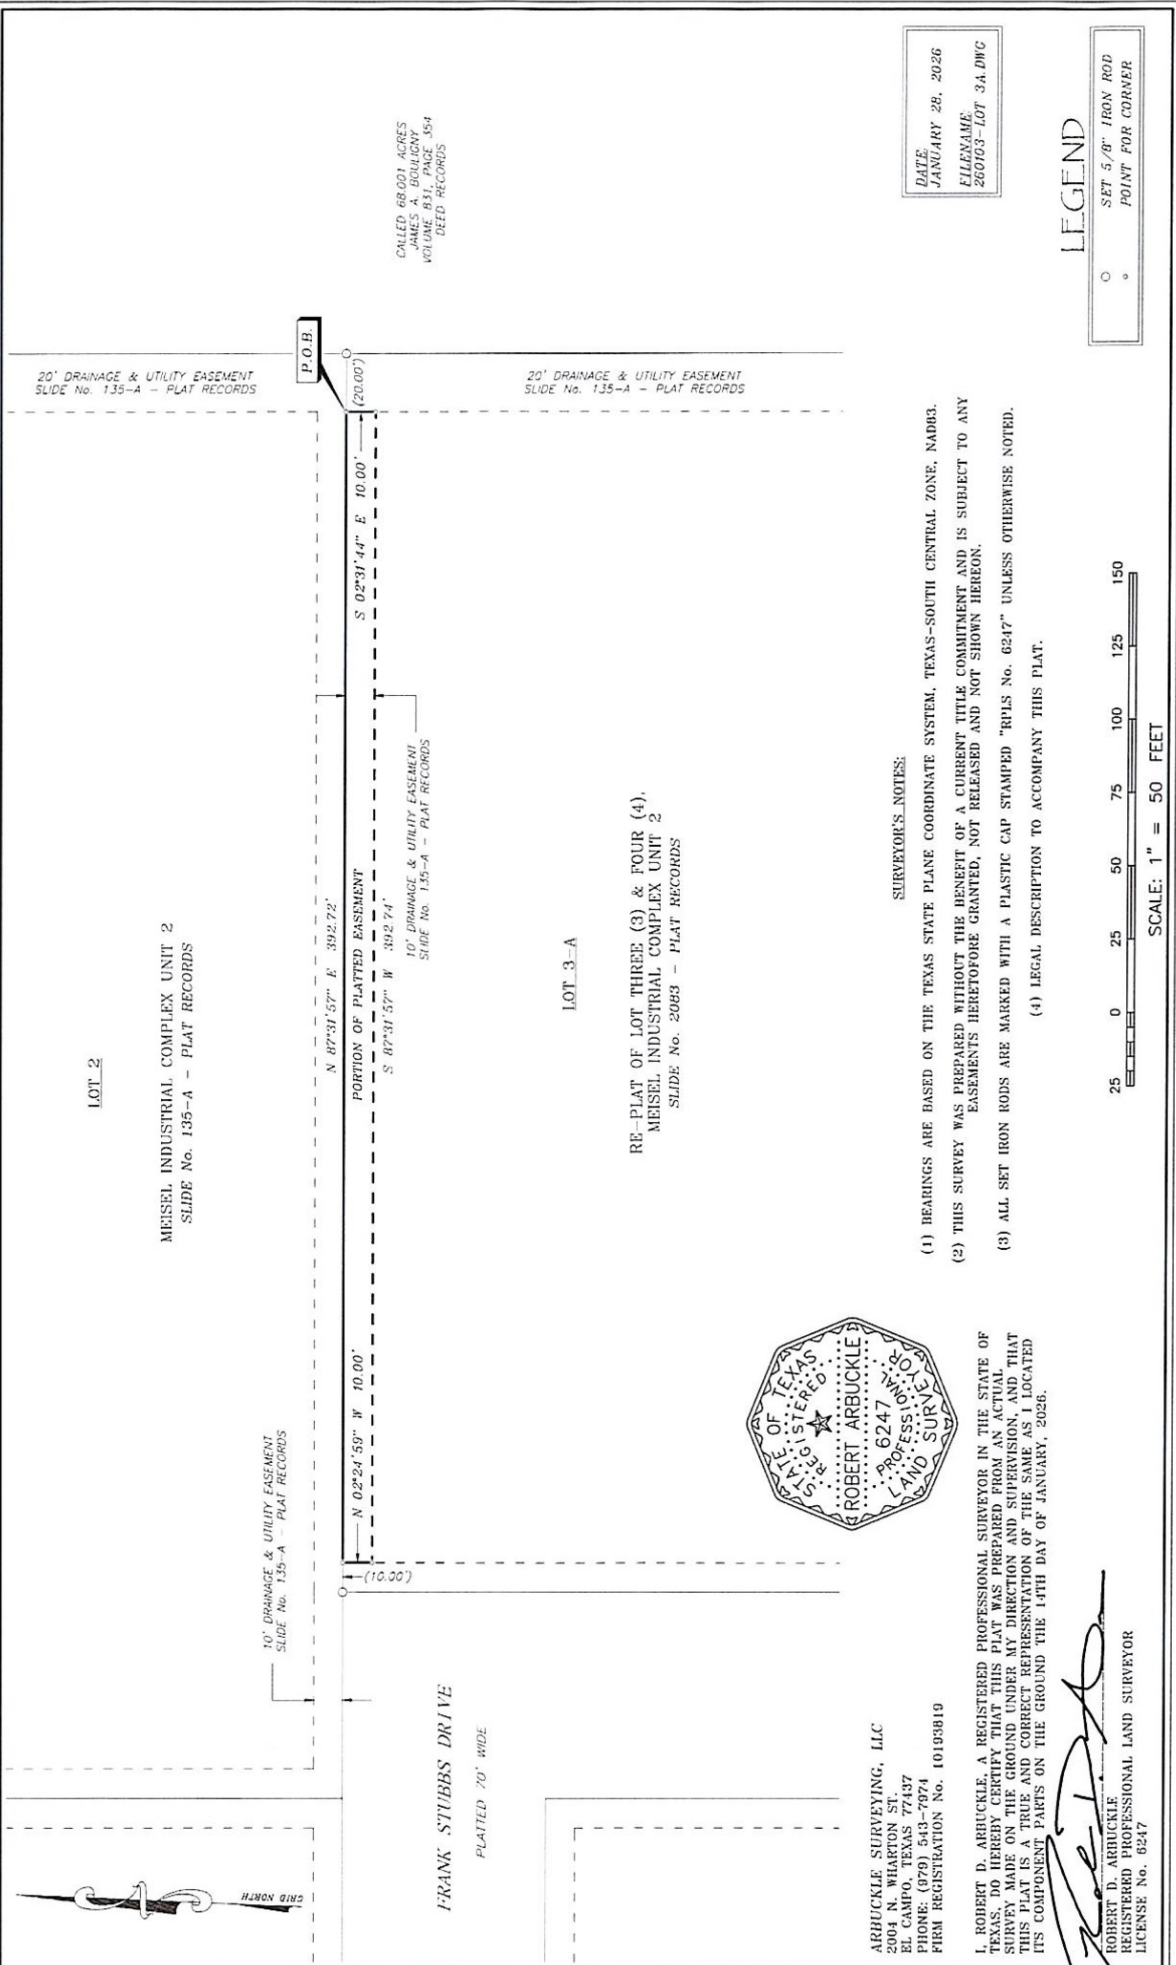 GRID NORTH
LOT 2
MEISEL INDUSTRIAL COMPLEX UNIT 2
SLIDE No. 135-A - PLAT RECORDS
20' DRAINAGE & UTILITY EASEMENT
SLIDE No. 135-A - PLAT RECORDS
P.O.B.
CALLED 68.001 ACRES
JAMES A. BOULIGNY
VOLUME 831, PAGE 354
DEED RECORDS
10' DRAINAGE & UTILITY EASEMENT
SLIDE No. 135-A - PLAT RECORDS
N 87°31'57" E 392.72'
(10.00')
N 02°24'59" W 10.00'
PORTION OF PLATTED EASEMENT
S 02°31'44" E 10.00'
(20.00')
S 87°31'57" W 392.74'
10' DRAINAGE & UTILITY EASEMENT
SLIDE No. 135-A - PLAT RECORDS
20' DRAINAGE & UTILITY EASEMENT
SLIDE No. 135-A - PLAT RECORDS
FRANK STUBBS DRIVE
PLATTED 70' WIDE
LOT 3-A
RE-PLAT OF LOT THREE (3) & FOUR (4),
MEISEL INDUSTRIAL COMPLEX UNIT 2
SLIDE No. 2083 - PLAT RECORDS
STATE OF TEXAS
REGISTERED
ROBERT ARBUCKLE
6247
PROFESSIONAL
LAND SURVEYOR
ARBUCKLE SURVEYING, LLC
2004 N. WHARTON ST.
EL CAMPO, TEXAS 77437
PHONE: (979) 543-7974
FIRM REGISTRATION No. 10193819
I, ROBERT D. ARBUCKLE, A REGISTERED PROFESSIONAL SURVEYOR IN THE STATE OF
TEXAS, DO HEREBY CERTIFY THAT THIS PLAT WAS PREPARED FROM AN ACTUAL
SURVEY MADE ON THE GROUND UNDER MY DIRECTION AND SUPERVISION, AND THAT
THIS PLAT IS A TRUE AND CORRECT REPRESENTATION OF THE SAME AS I LOCATED
ITS COMPONENT PARTS ON THE GROUND THE 14TH DAY OF JANUARY, 2026.
ROBERT D. ARBUCKLE
REGISTERED PROFESSIONAL LAND SURVEYOR
LICENSE No. 6247
SURVEYOR'S NOTES:
(1) BEARINGS ARE BASED ON THE TEXAS STATE PLANE COORDINATE SYSTEM, TEXAS-SOUTH CENTRAL ZONE, NAD83.
(2) THIS SURVEY WAS PREPARED WITHOUT THE BENEFIT OF A CURRENT TITLE COMMITMENT AND IS SUBJECT TO ANY
EASEMENTS HERETOFORE GRANTED, NOT RELEASED AND NOT SHOWN HEREON.
(3) ALL SET IRON RODS ARE MARKED WITH A PLASTIC CAP STAMPED "RPLS No. 6247" UNLESS OTHERWISE NOTED.
(4) LEGAL DESCRIPTION TO ACCOMPANY THIS PLAT.
25 0 25 50 75 100 125 150
SCALE: 1" = 50 FEET
DATE
JANUARY 28, 2026
FILENAME
260103-LOT 3A.DWG
LEGEND
SET 5/8" IRON ROD
POINT FOR CORNER